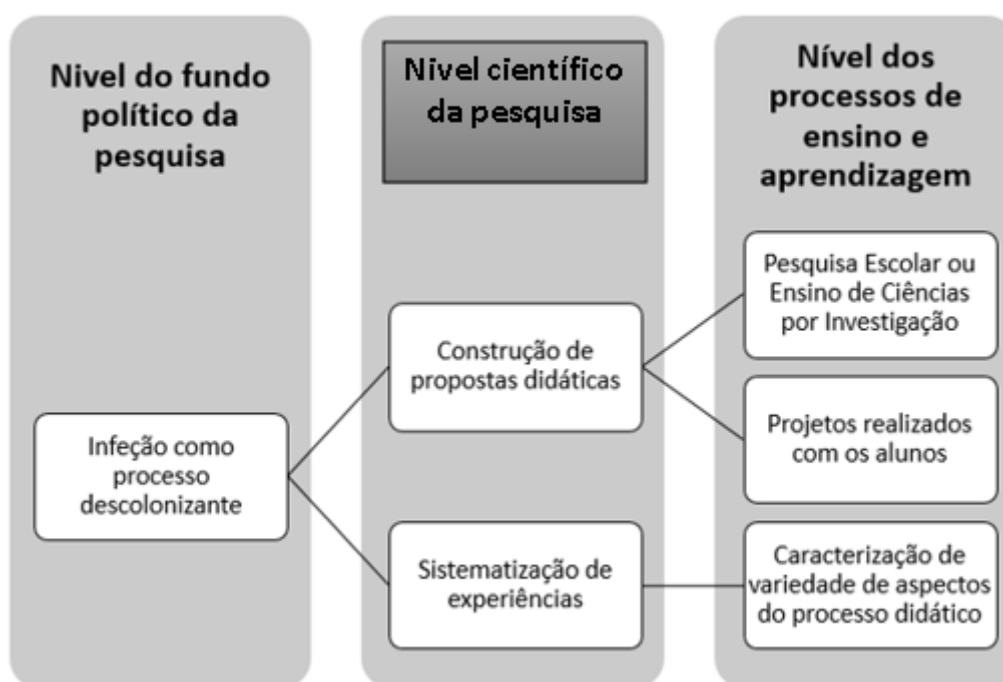 Nivel do fundo
político da
pesquisa
Nivel científico
da pesquisa
Nível dos
processos de
ensino e
aprendizagem
Infeção como
processo
descolonizante
Construção de
propostas didáticas
Sistematização de
experiências
Pesquisa Escolar ou
Ensino de Ciências
por Investigação
Projetos realizados
com os alunos
Caracterização de
variedade de aspectos
do processo didático